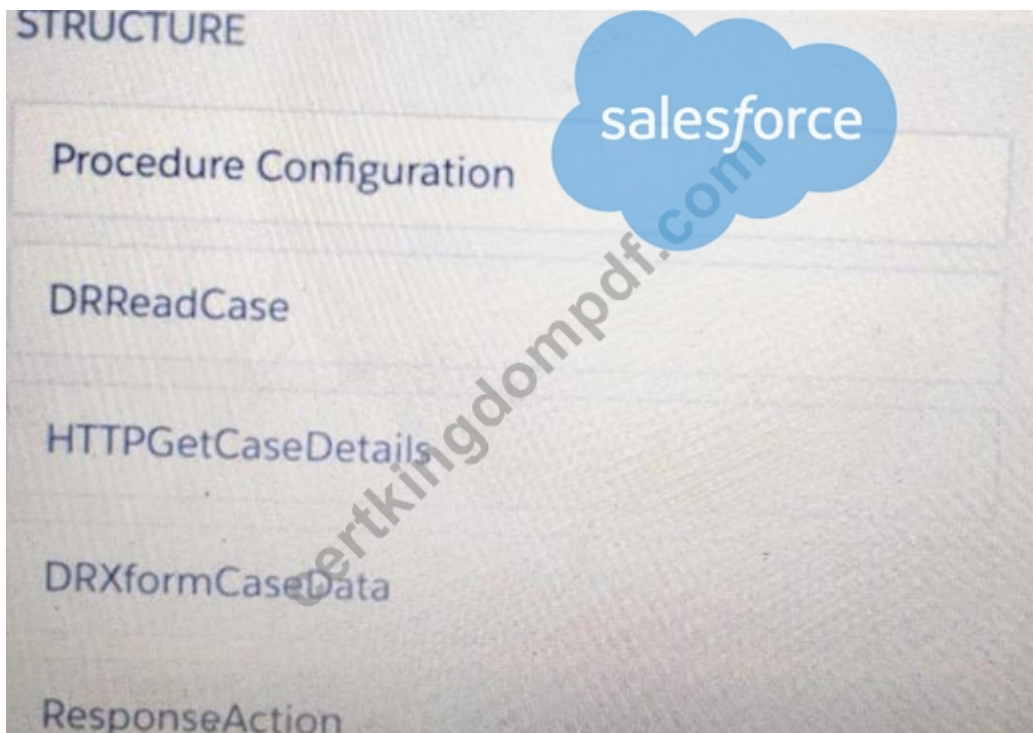 STRUCTURE
salesforce
Procedure Configuration
DRReadCase
HTTPGetCaseDetails
DRXformCaseData
ResponseAction
certkingdompdf.com